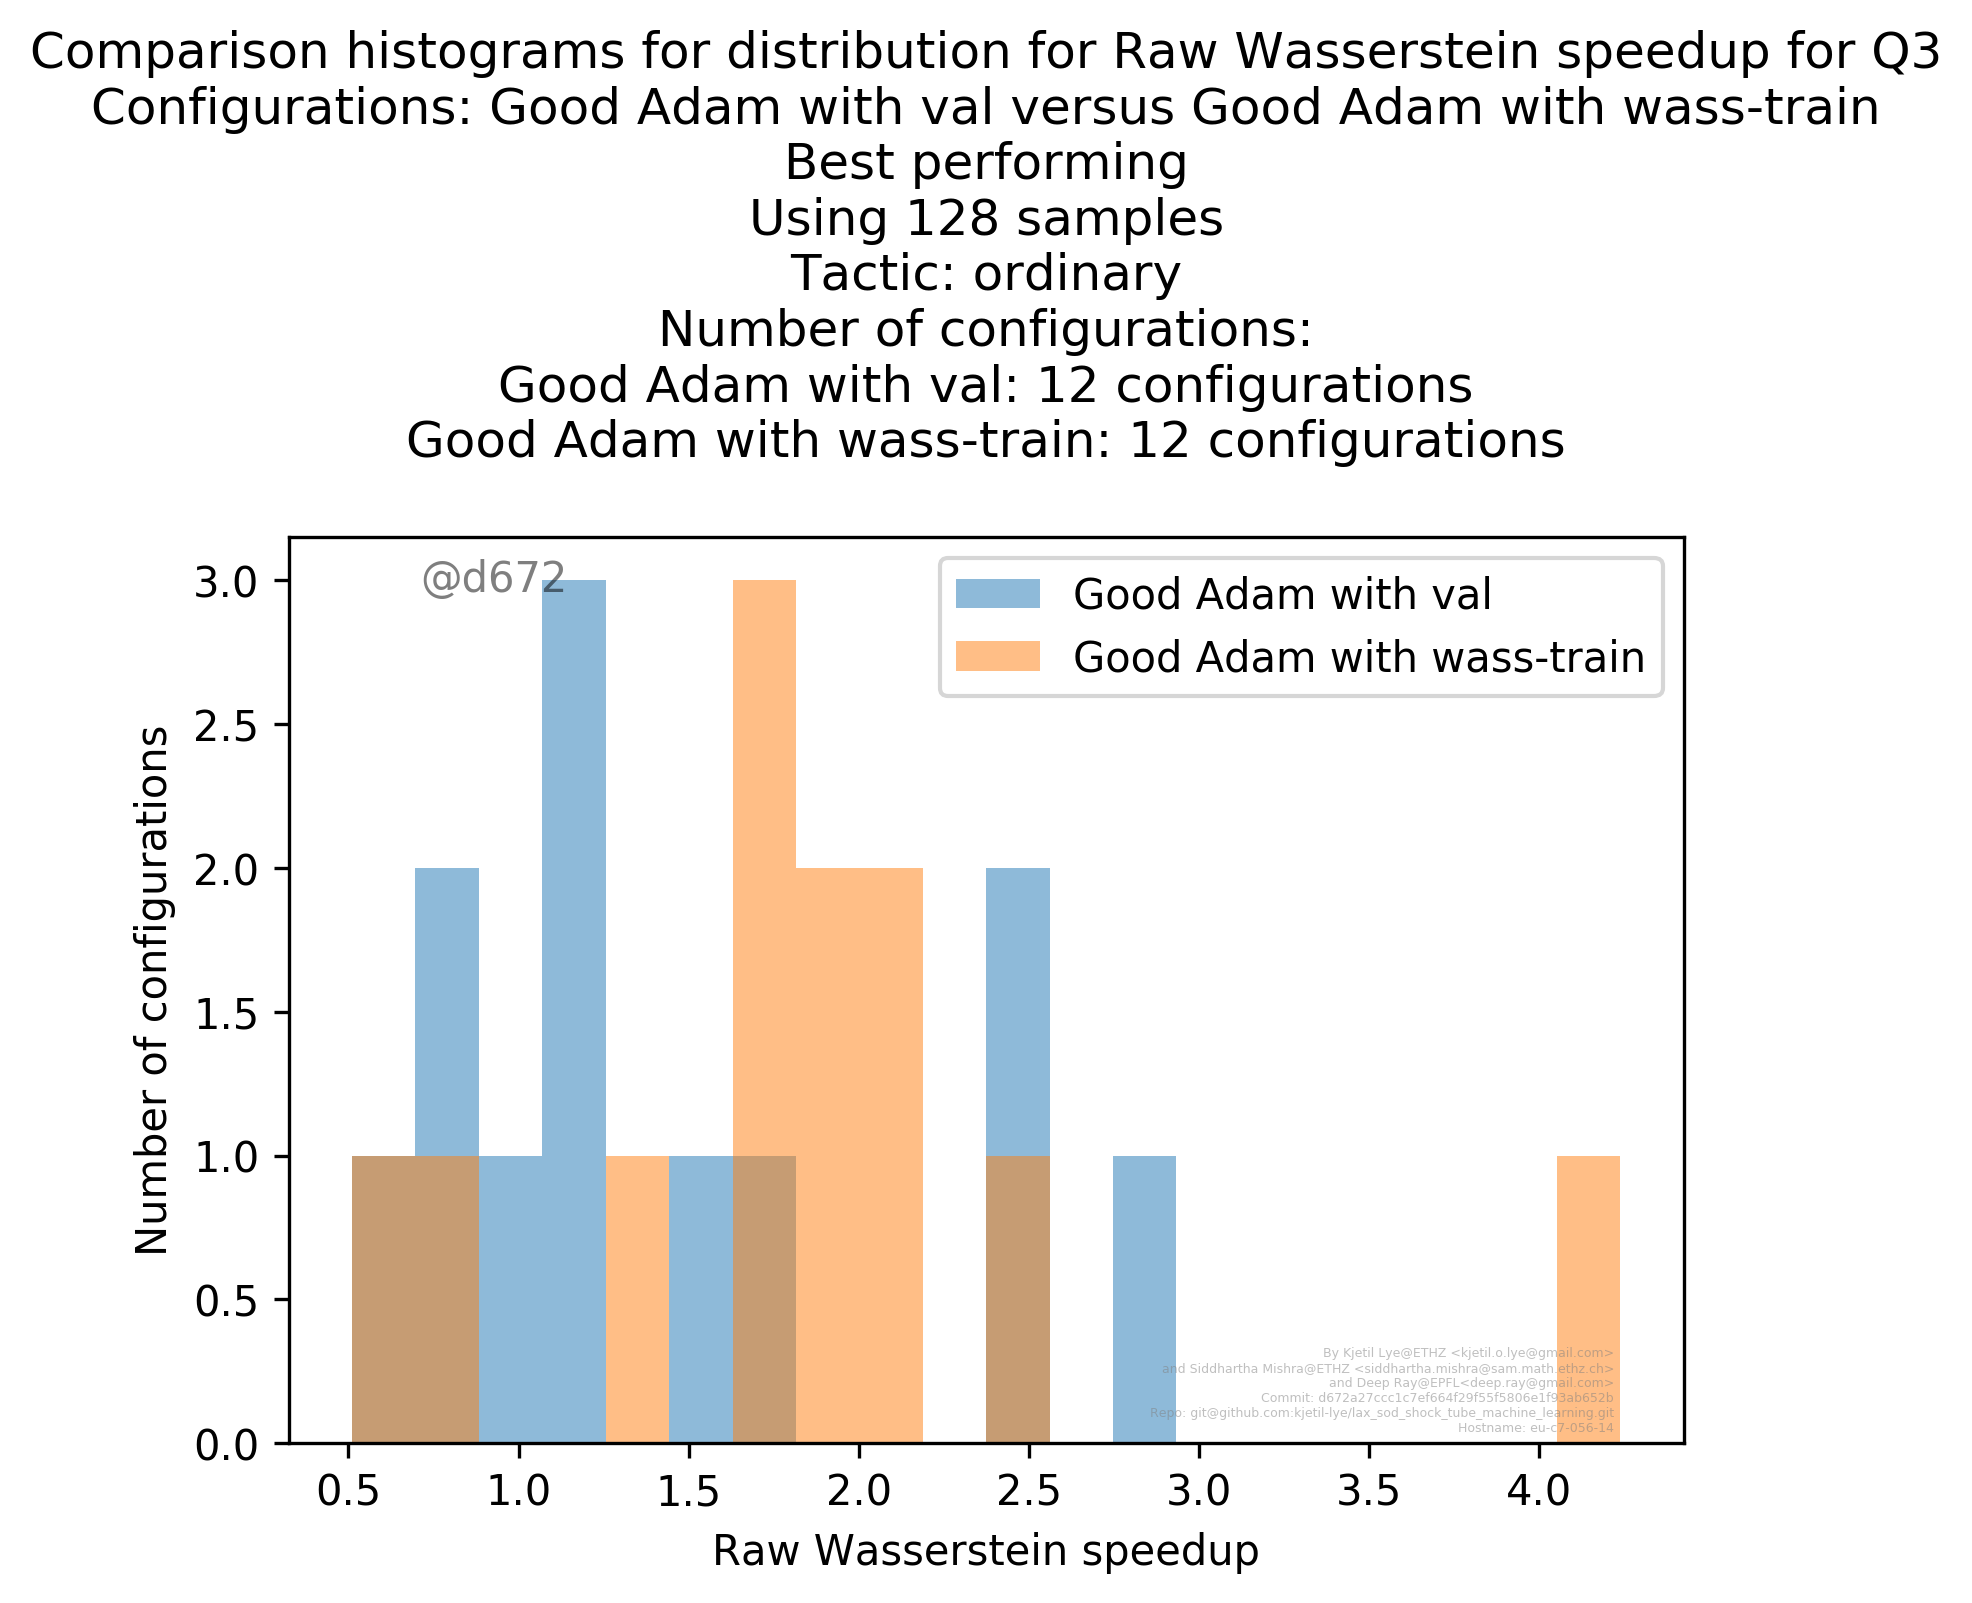 Comparison histograms for distribution for Raw Wasserstein speedup for Q3
Configurations: Good Adam with val versus Good Adam with wass-train
Best performing
Using 128 samples
Tactic: ordinary
Number of configurations:
Good Adam with val: 12 configurations
Good Adam with wass-train: 12 configurations
@d672
Good Adam with val
Good Adam with wass-train
3.0
2.5
2.0
1.5
1.0
0.5
0.0
Number of configurations
By Kjetil Lye@ETHZ <kjetil.o.lye@gmail.com>
and Siddhartha Mishra@ETHZ <siddhartha.mishra@sam.math.ethz.ch>
and Deep Ray@EPFL<deep.ray@gmail.com>
Commit: d672a27ccc1c7ef664f29f55f5806e1f93ab652b
Repo: git@github.com:kjetil-lye/lax_sod_shock_tube_machine_learning.git
Hostname: eu-c7-056-14
0.5 1.0 1.5 2.0 2.5 3.0 3.5 4.0
Raw Wasserstein speedup